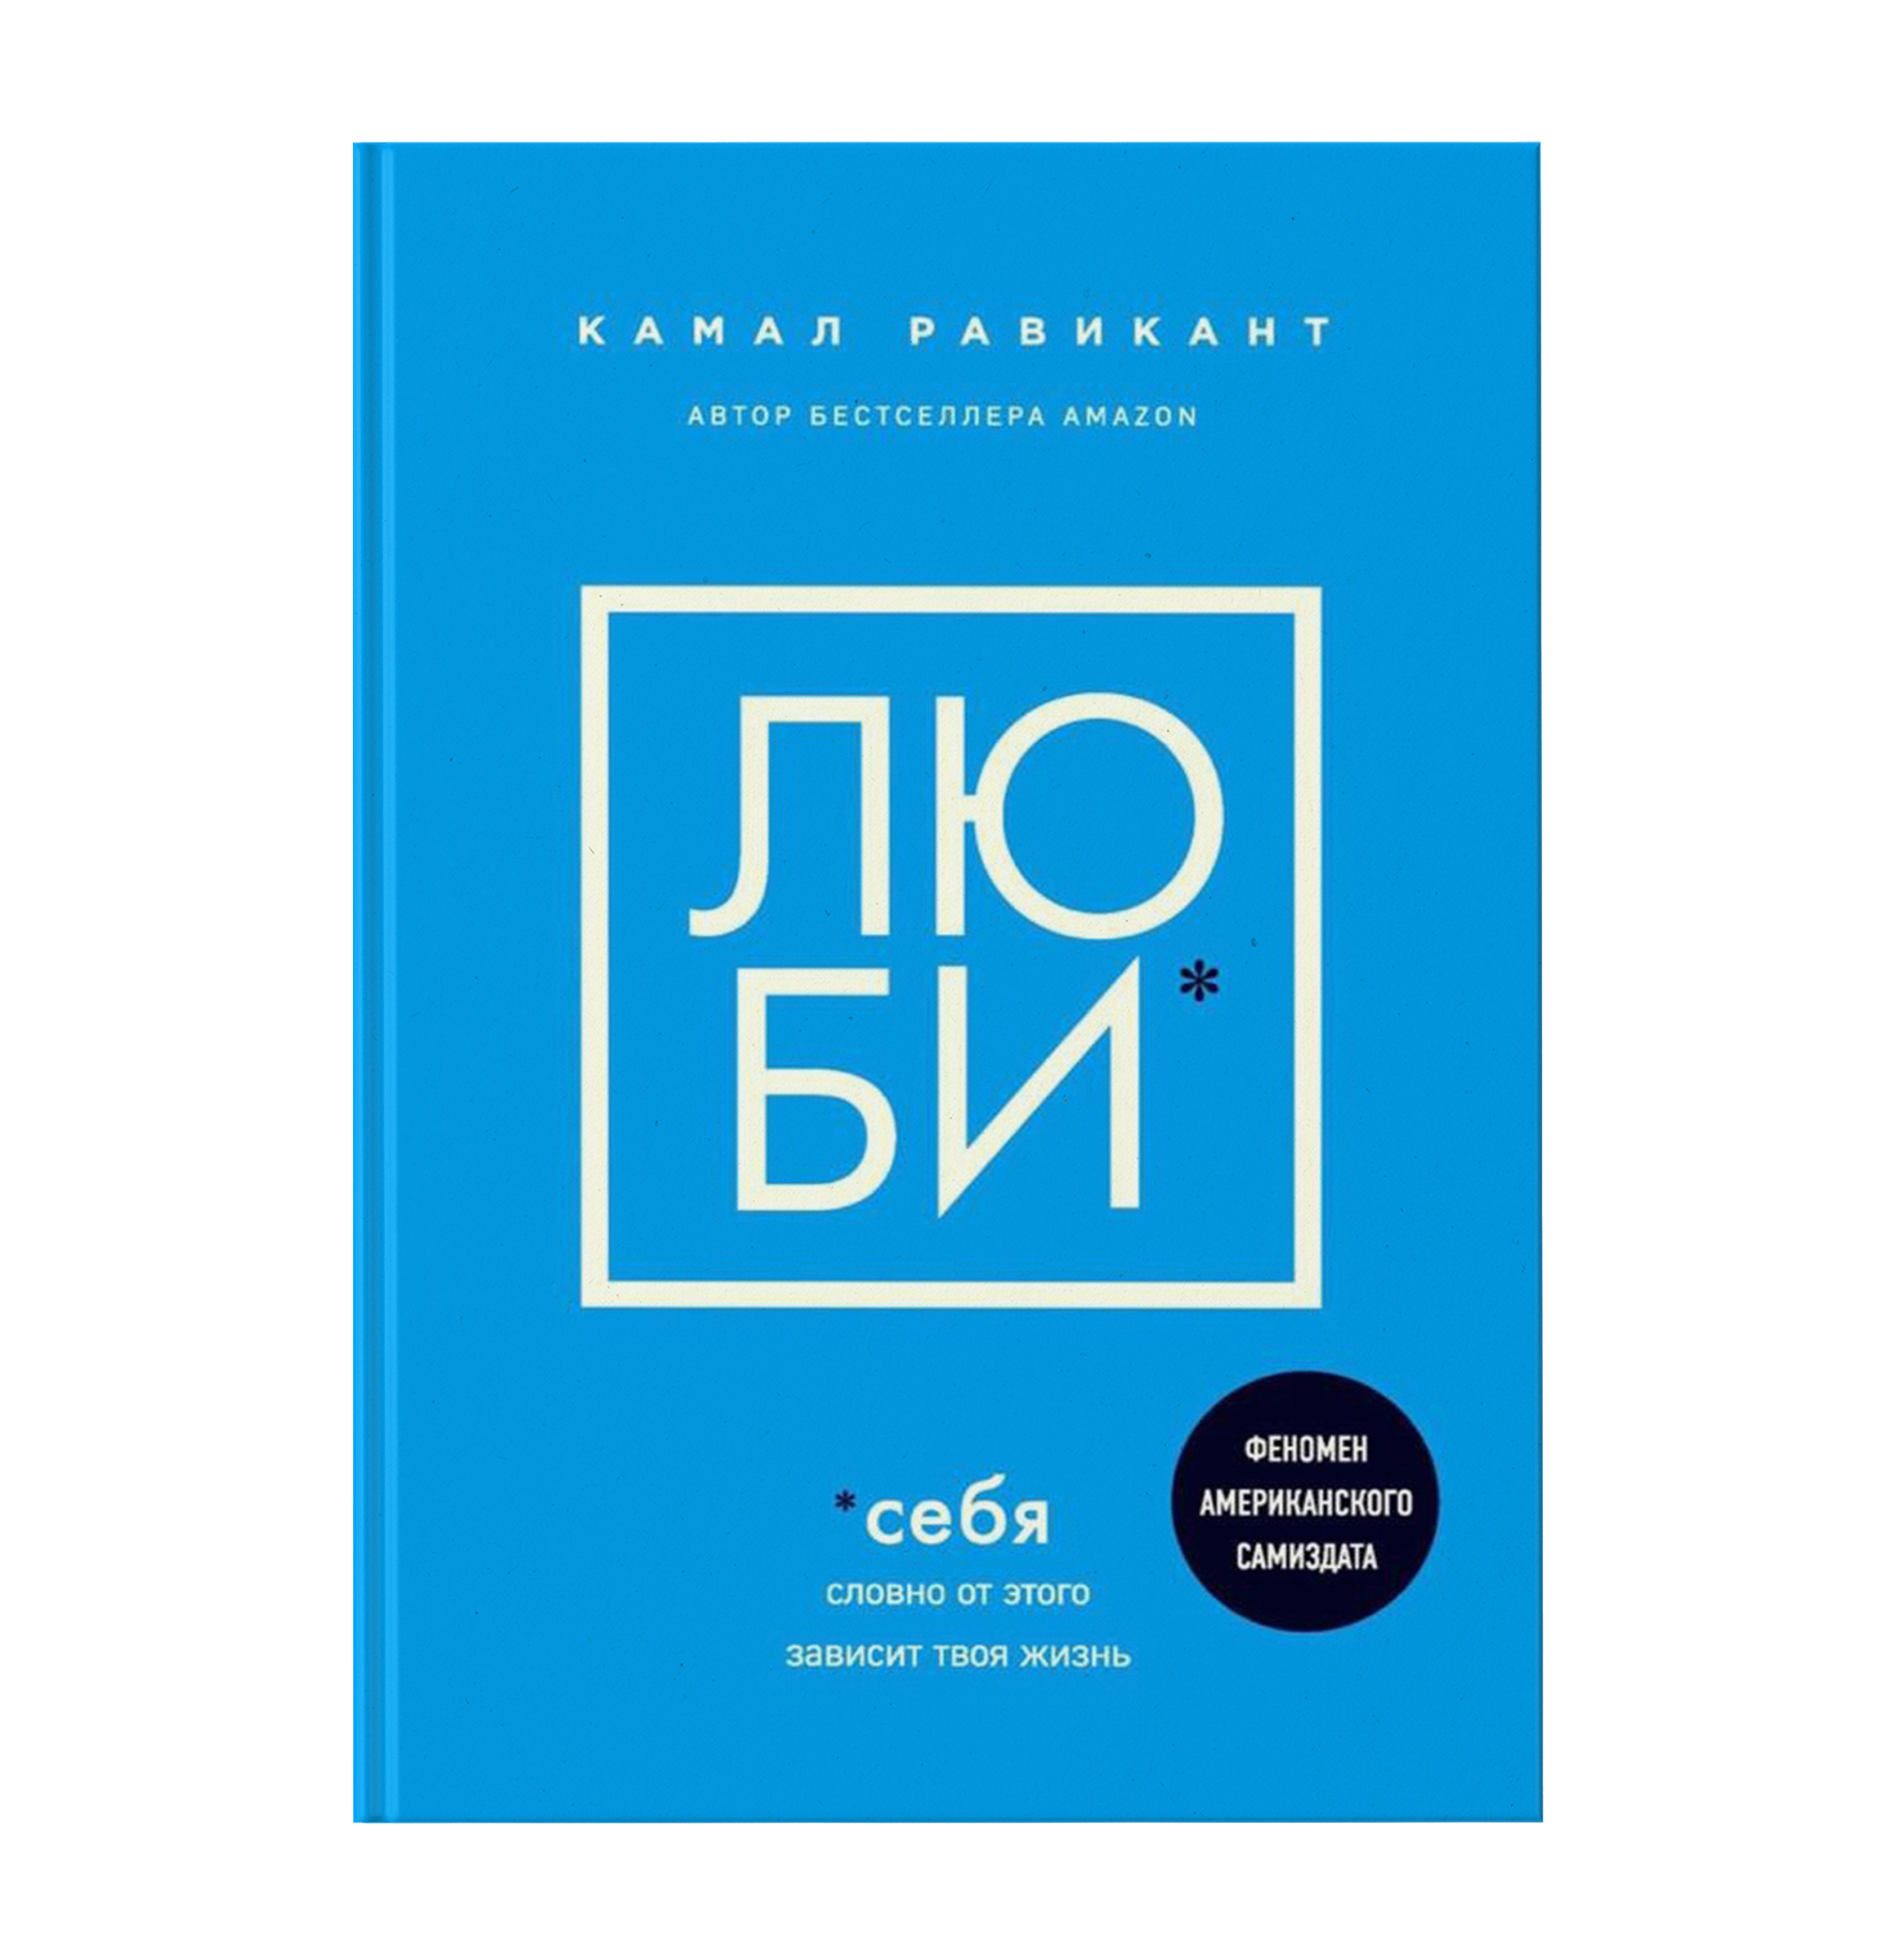 КАМАЛ РАВИКАНТ
АВТОР БЕСТСЕЛЛЕРА AMAZON
ЛЮ
БИ*
*себя
словно от этого
зависит твоя жизнь
ФЕНОМЕН
АМЕРИКАНСКОГО
САМИЗДАТА